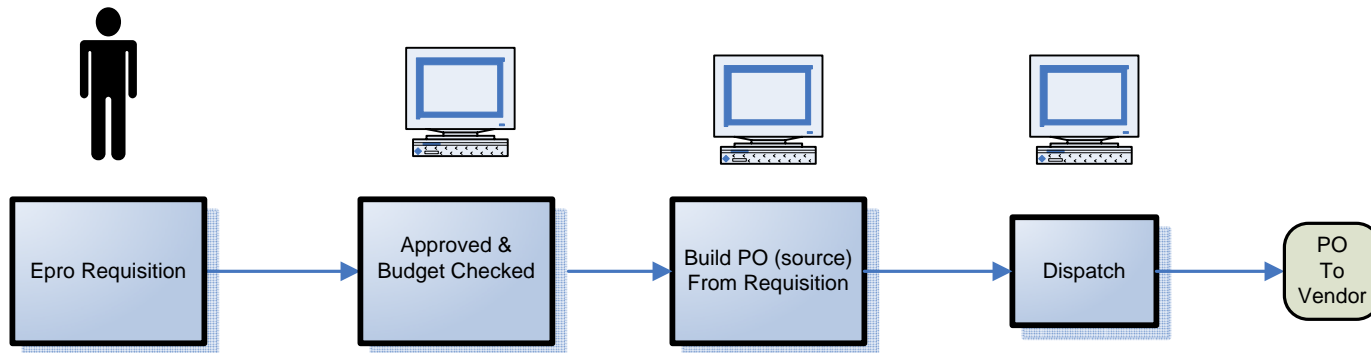 Epro Requisition
Approved &
Budget Checked
Build PO (source)
From Requisition
Dispatch
PO
To
Vendor